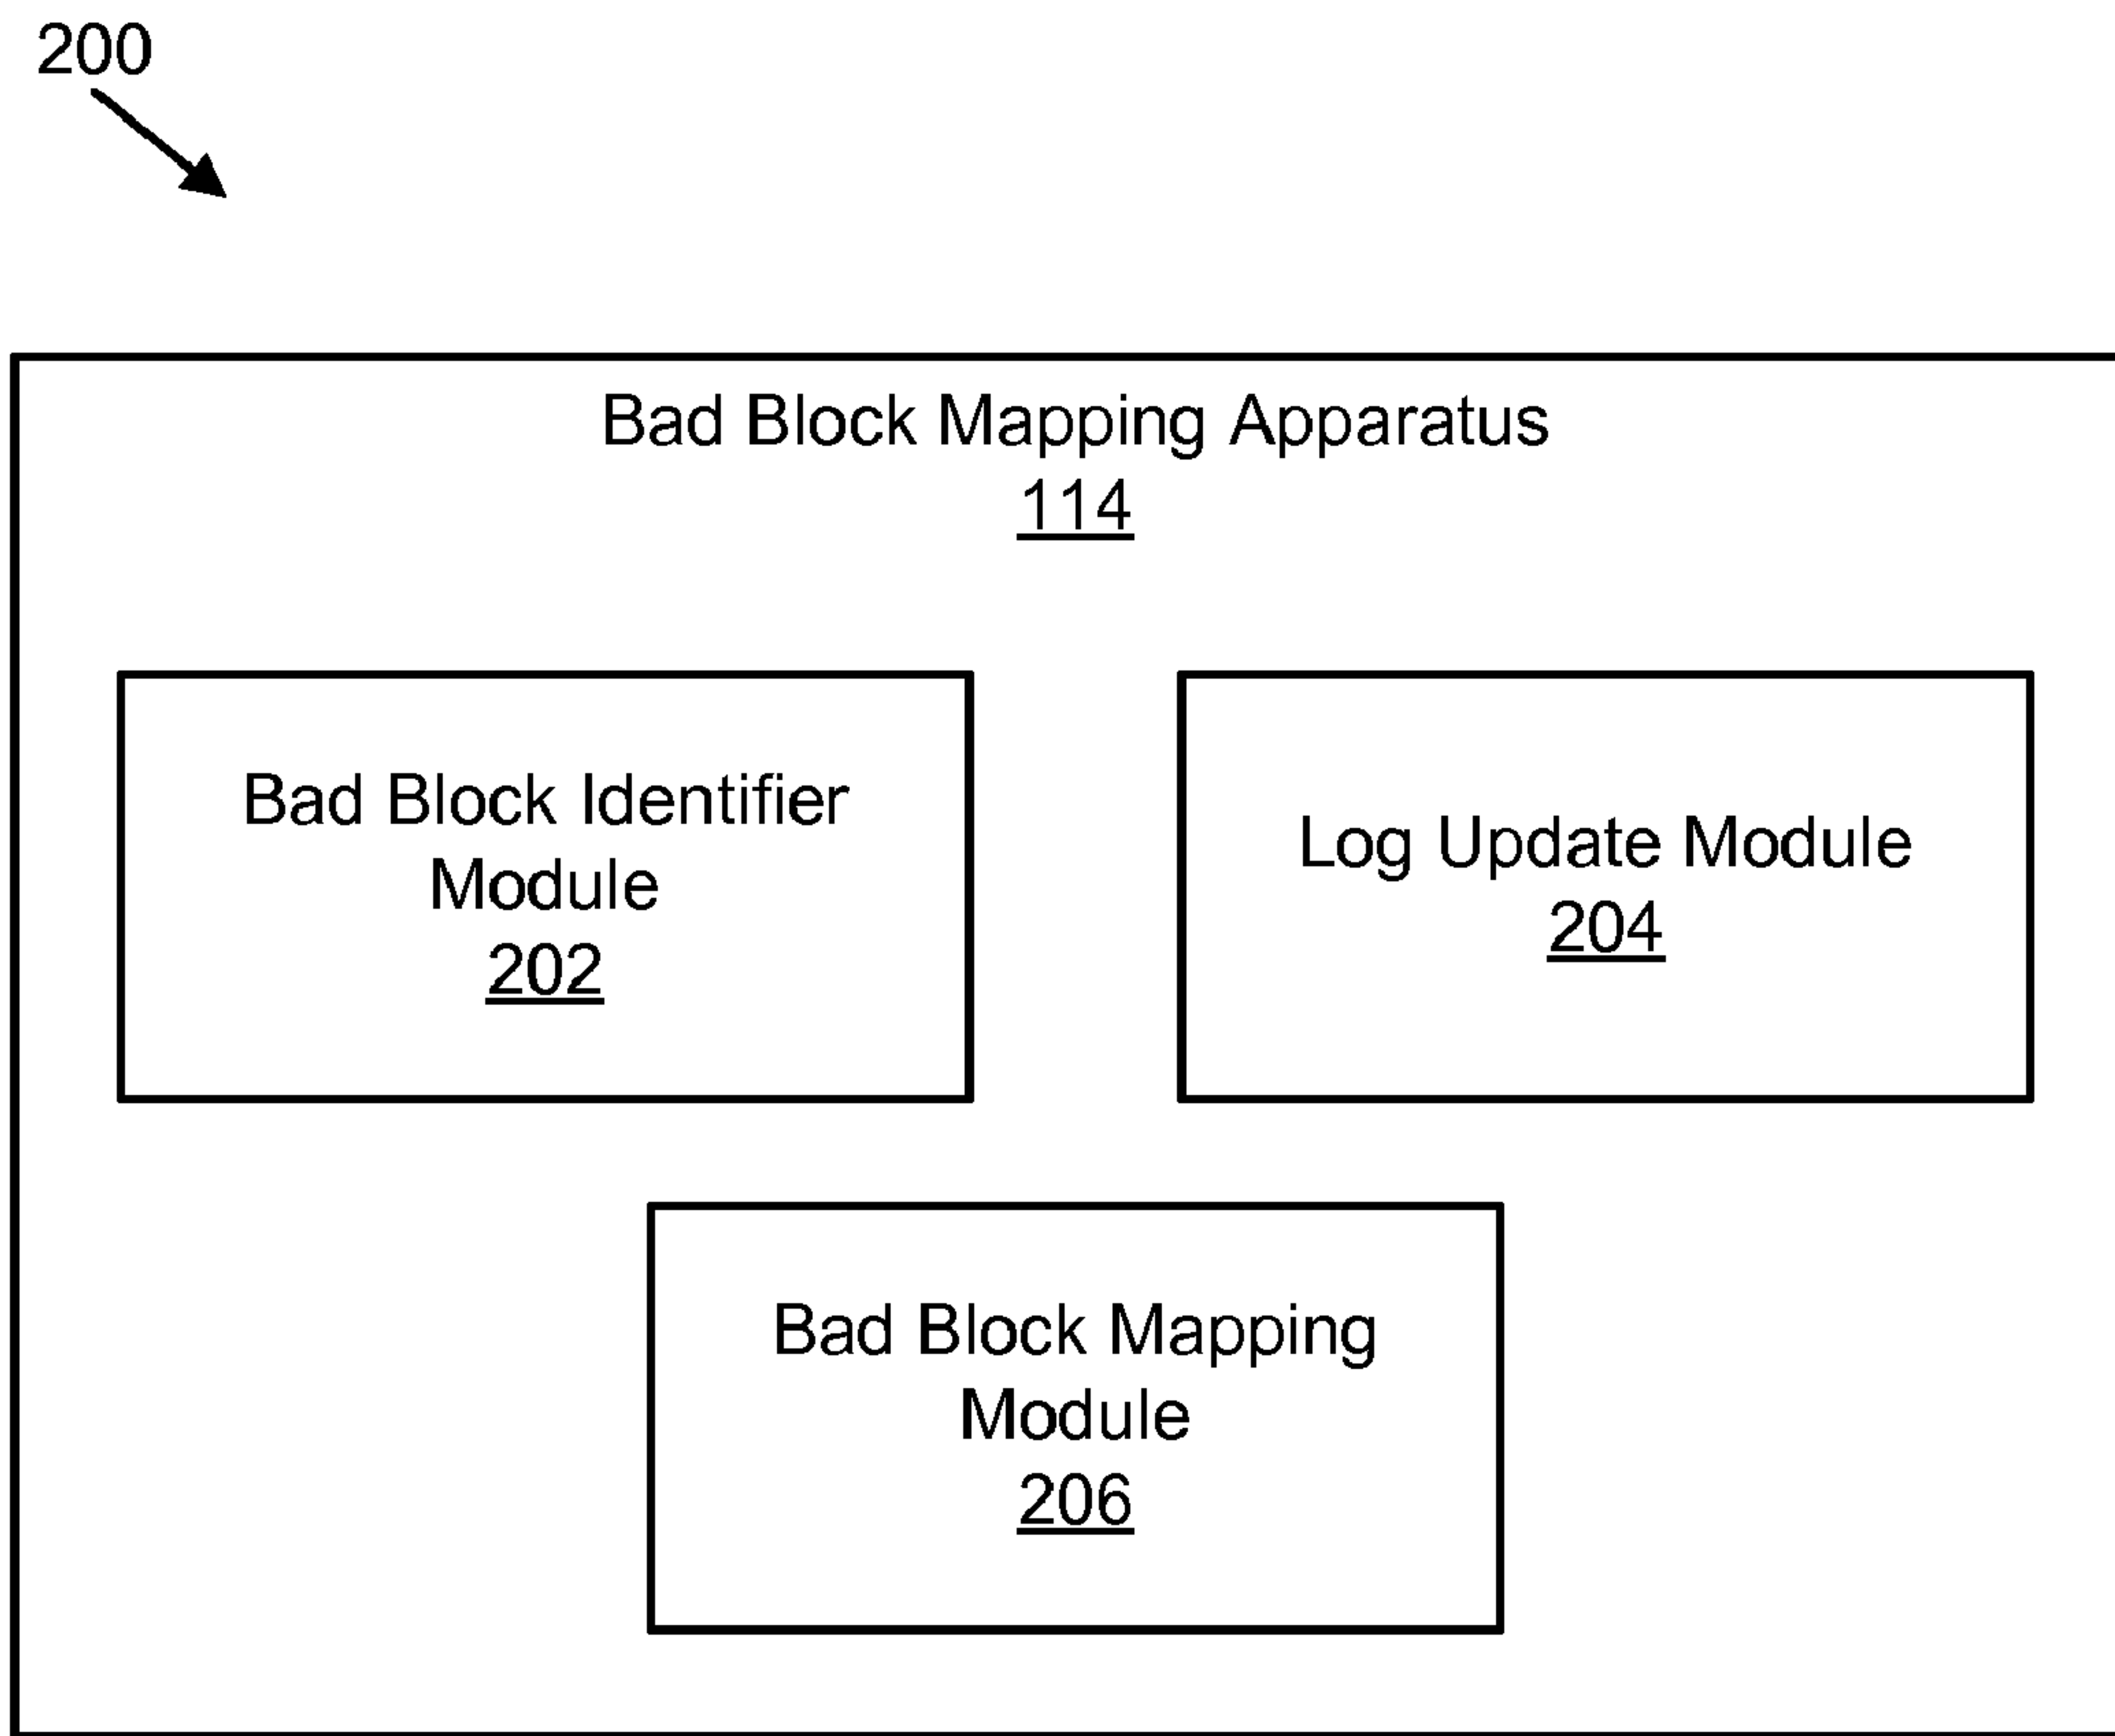 200
Bad Block Mapping Apparatus
114
Bad Block Identifier
Module
202
Log Update Module
204
Bad Block Mapping
Module
206